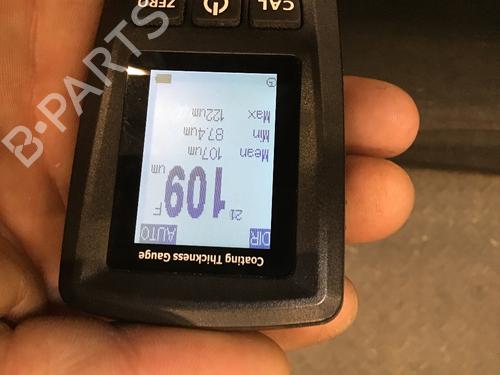 Coating Thickness Gauge
DIR AUTO
21 109 F
um
Mean 107um
Min 87.4um
Max 122um
CAL ZERO
B-PARTS